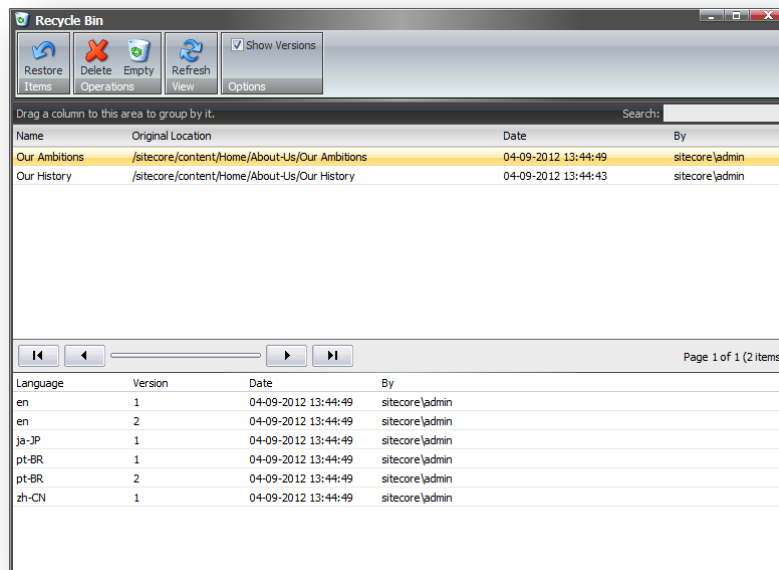 Recycle Bin
Show Versions
Restore Delete Empty Refresh
Items Operations View Options
Drag a column to this area to group by it. Search:
Name Original Location Date By
Our Ambitions /sitecore/content/Home/About-Us/Our Ambitions 04-09-2012 13:44:49 sitecore\admin
Our History /sitecore/content/Home/About-Us/Our History 04-09-2012 13:44:43 sitecore\admin
Page 1 of 1 (2 items
Language Version Date By
en 1 04-09-2012 13:44:49 sitecore\admin
en 2 04-09-2012 13:44:49 sitecore\admin
ja-JP 1 04-09-2012 13:44:49 sitecore\admin
pt-BR 1 04-09-2012 13:44:49 sitecore\admin
pt-BR 2 04-09-2012 13:44:49 sitecore\admin
zh-CN 1 04-09-2012 13:44:49 sitecore\admin